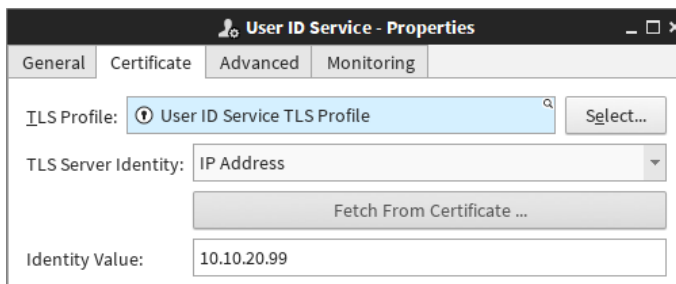 User ID Service - Properties
General Certificate Advanced Monitoring
TLS Profile: User ID Service TLS Profile Select...
TLS Server Identity: IP Address
Fetch From Certificate ...
Identity Value: 10.10.20.99